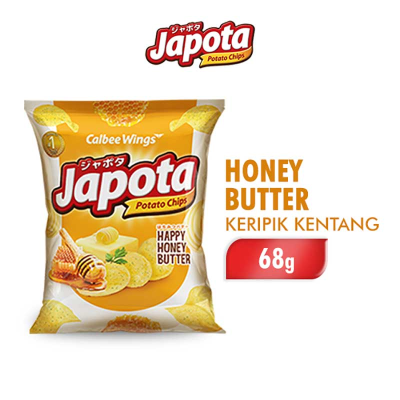 ジャポタ
Japota
Potato Chips
Calbee Wings
ジャポタ
Japota
Potato Chips
HAPPY
HONEY
BUTTER
HONEY
BUTTER
KERIPIK KENTANG
68g